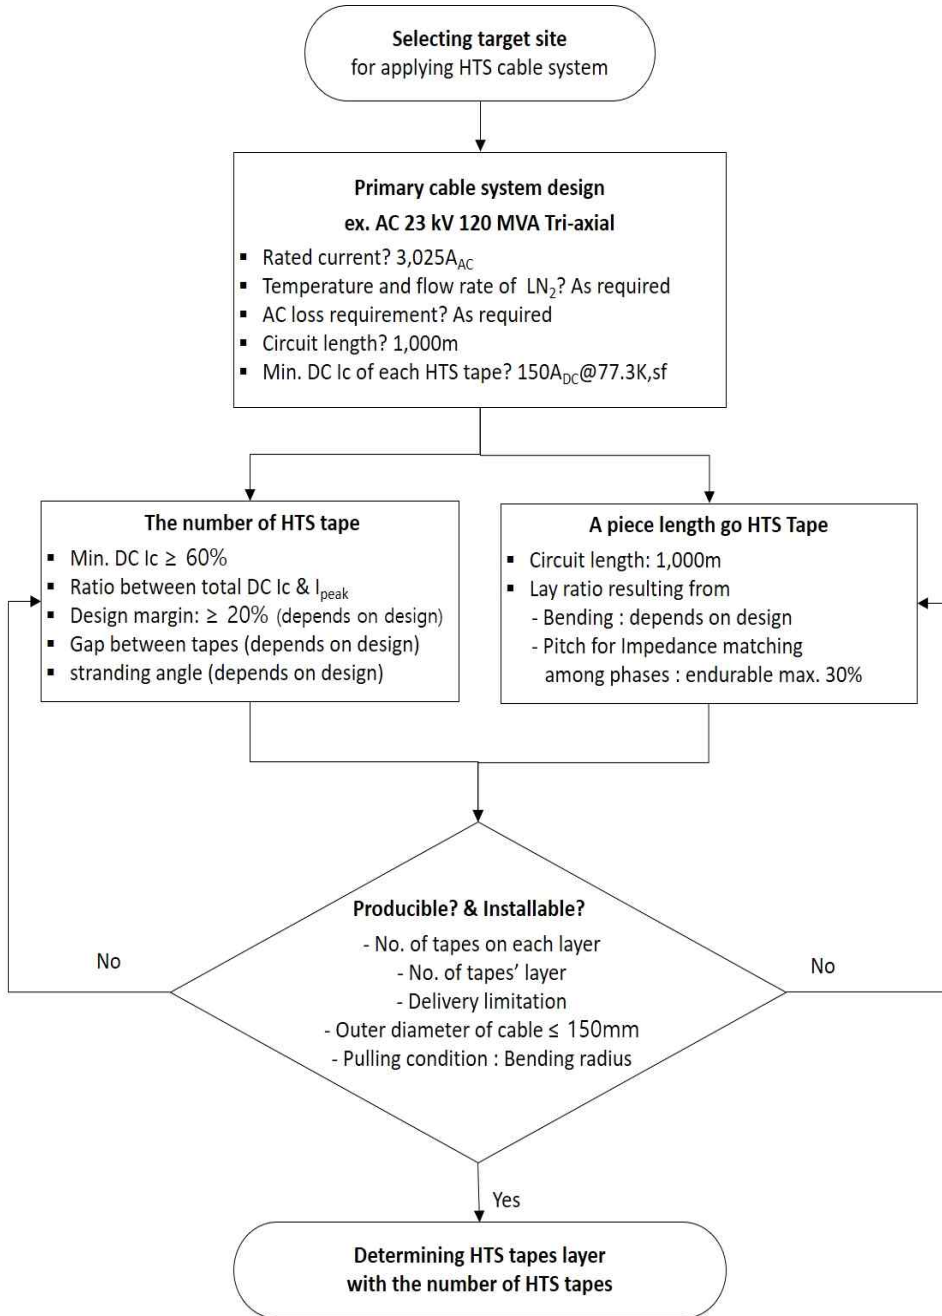 Selecting target site
for applying HTS cable system
Primary cable system design
ex. AC 23 kV 120 MVA Tri-axial
▪ Rated current? 3,025A_AC
▪ Temperature and flow rate of LN₂? As required
▪ AC loss requirement? As required
▪ Circuit length? 1,000m
▪ Min. DC Ic of each HTS tape? 150A_DC@77.3K,sf
The number of HTS tape
▪ Min. DC Ic ≥ 60%
▪ Ratio between total DC Ic & I_peak
▪ Design margin: ≥ 20% (depends on design)
▪ Gap between tapes (depends on design)
▪ stranding angle (depends on design)
A piece length go HTS Tape
▪ Circuit length: 1,000m
▪ Lay ratio resulting from
- Bending : depends on design
- Pitch for Impedance matching
among phases : endurable max. 30%
Producible? & Installable?
- No. of tapes on each layer
- No. of tapes' layer
- Delivery limitation
- Outer diameter of cable ≤ 150mm
- Pulling condition : Bending radius
No
No
Yes
Determining HTS tapes layer
with the number of HTS tapes